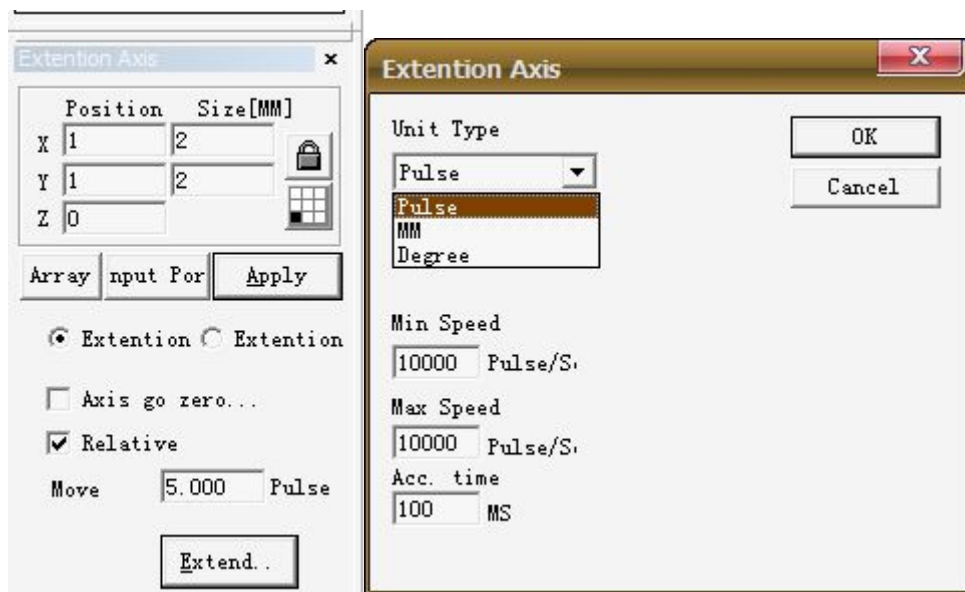 Extention Axis
Position Size[MM]
X 1 2
Y 1 2
Z 0
Array nput Por Apply
Extention Extention
Axis go zero...
Relative
Move 5.000 Pulse
Extend..
Extention Axis
Unit Type
Pulse
Pulse
MM
Degree
OK
Cancel
Min Speed
10000 Pulse/S
Max Speed
10000 Pulse/S
Acc. time
100 MS